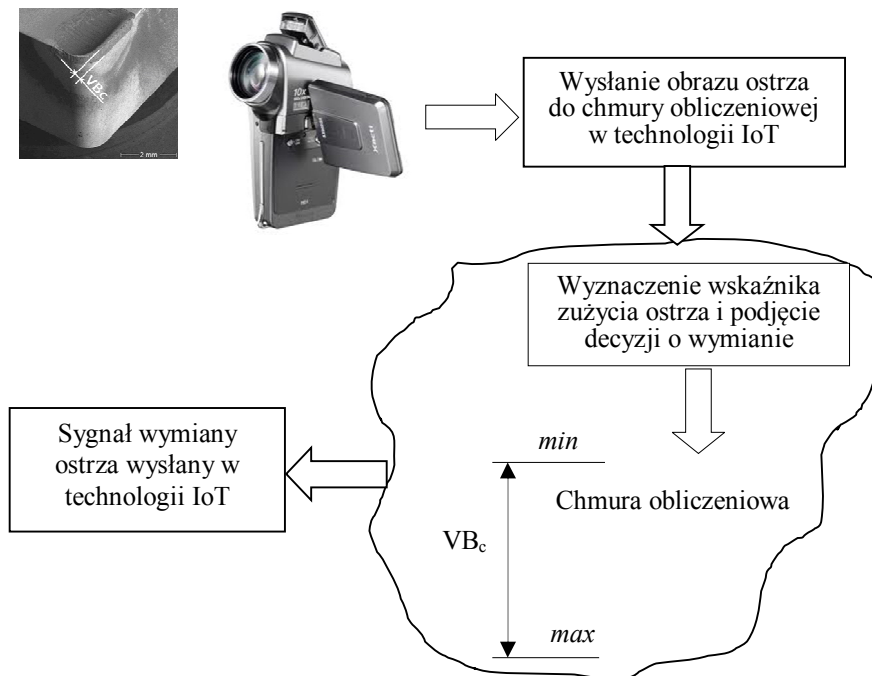 VBc
2 mm
10x
xacti
Wysłanie obrazu ostrza
do chmury obliczeniowej
w technologii IoT
Wyznaczenie wskaźnika
zużycia ostrza i podjęcie
decyzji o wymianie
Sygnał wymiany
ostrza wysłany w
technologii IoT
min
Chmura obliczeniowa
VBc
max